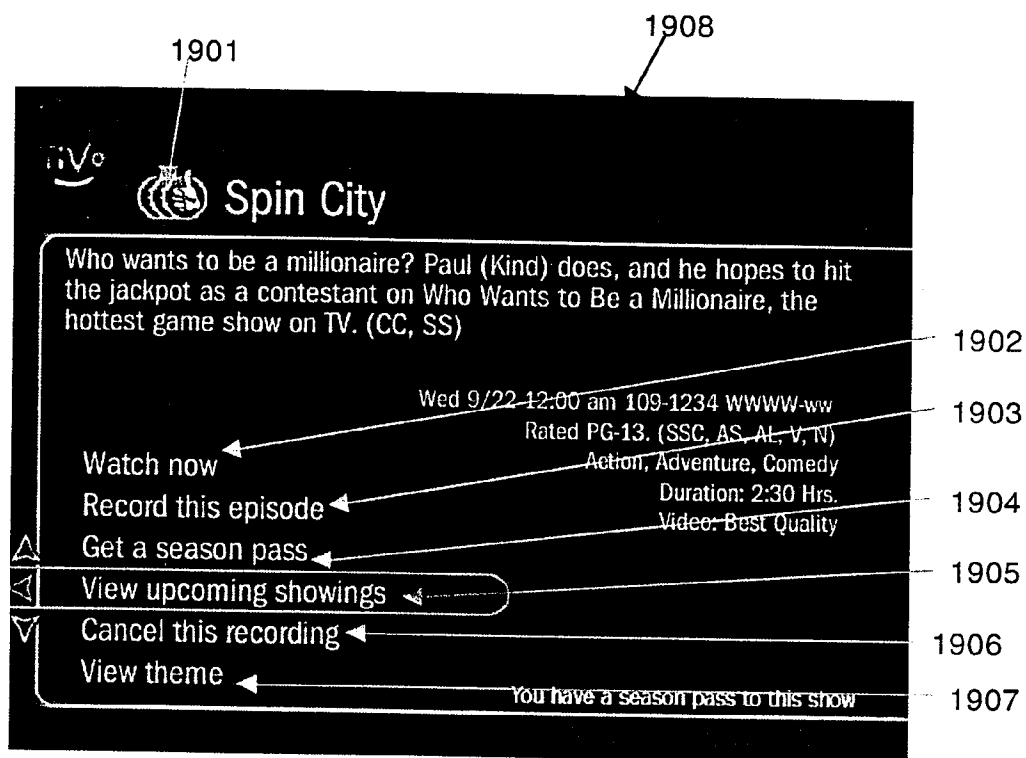 1908
1901
TiVo
Spin City
Who wants to be a millionaire? Paul (Kind) does, and he hopes to hit
the jackpot as a contestant on Who Wants to Be a Millionaire, the
hottest game show on TV. (CC, SS)
1902
Wed 9/22 12:00 am 109-1234 WWWW-ww
1903
Rated PG-13. (SSC, AS, AL, V, N)
Watch now
Action, Adventure, Comedy
Record this episode
Duration: 2:30 Hrs.
1904
Video: Best Quality
Get a season pass
1905
View upcoming showings
Cancel this recording
1906
View theme
You have a season pass to this show
1907